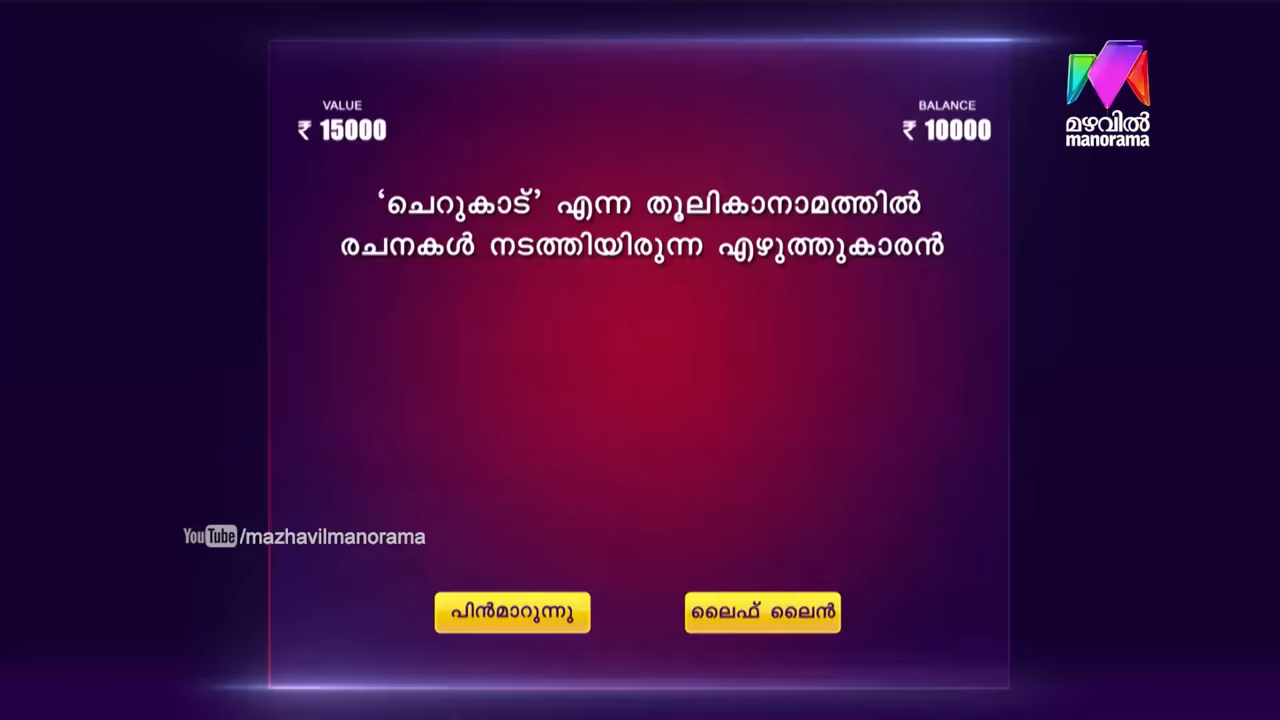 VALUE
₹ 15000
BALANCE
₹ 10000
മഴവിൽ
manorama
‘ചെറുകാട്’ എന്ന തൂലികാനാമത്തിൽ
രചനകൾ നടത്തിയിരുന്ന എഴുത്തുകാരൻ
YouTube/mazhavilmanorama
പിൻമാറുന്നു
ലൈഫ് ലൈൻ